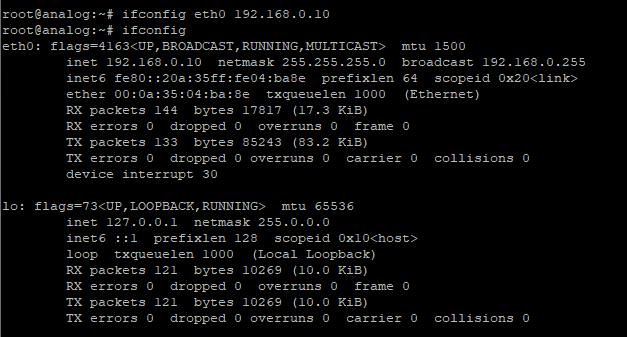 root@analog:~# ifconfig eth0 192.168.0.10
root@analog:~# ifconfig
eth0: flags=4163<UP,BROADCAST,RUNNING,MULTICAST>  mtu 1500
        inet 192.168.0.10  netmask 255.255.255.0  broadcast 192.168.0.255
        inet6 fe80::20a:35ff:fe04:ba8e  prefixlen 64  scopeid 0x20<link>
        ether 00:0a:35:04:ba:8e  txqueuelen 1000  (Ethernet)
        RX packets 144  bytes 17817 (17.3 KiB)
        RX errors 0  dropped 0  overruns 0  frame 0
        TX packets 133  bytes 85243 (83.2 KiB)
        TX errors 0  dropped 0 overruns 0  carrier 0  collisions 0
        device interrupt 30

lo: flags=73<UP,LOOPBACK,RUNNING>  mtu 65536
        inet 127.0.0.1  netmask 255.0.0.0
        inet6 ::1  prefixlen 128  scopeid 0x10<host>
        loop  txqueuelen 1000  (Local Loopback)
        RX packets 121  bytes 10269 (10.0 KiB)
        RX errors 0  dropped 0  overruns 0  frame 0
        TX packets 121  bytes 10269 (10.0 KiB)
        TX errors 0  dropped 0 overruns 0  carrier 0  collisions 0